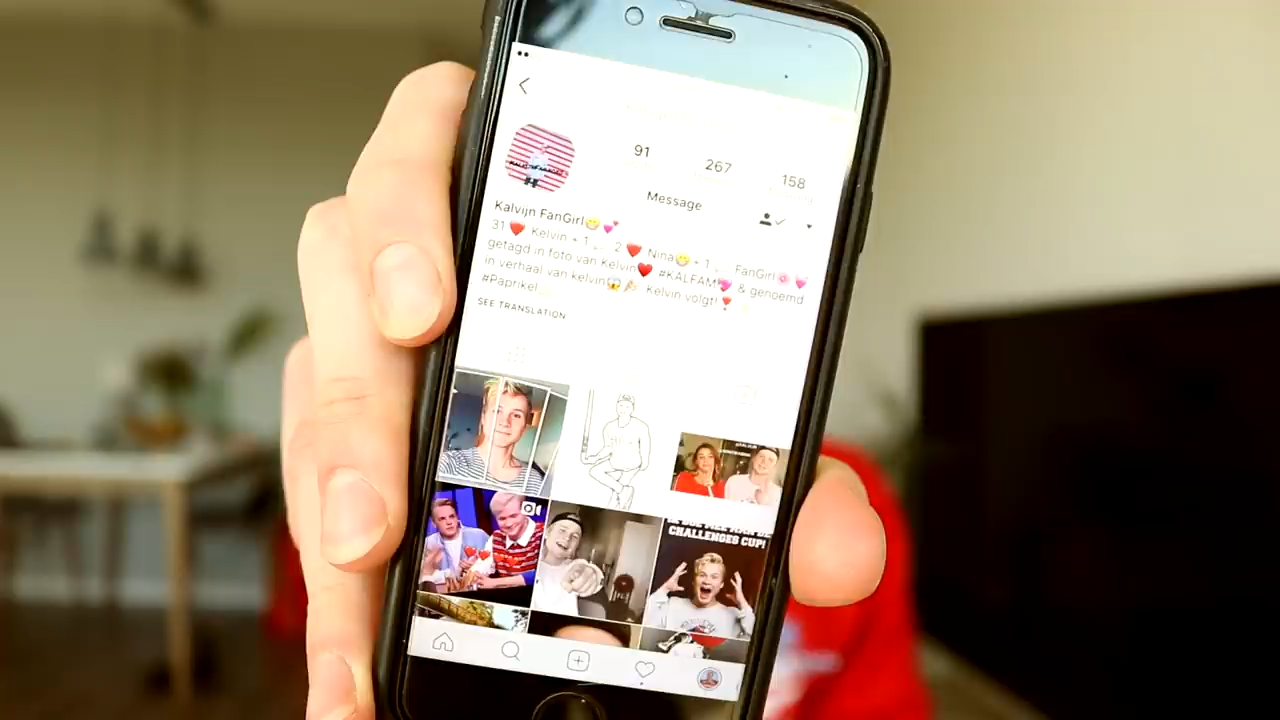 91 267 158
Message
Kalvijn FanGirl😁💕
31❤️ Kelvin + 1 2❤️ Nina😁 + 1 FanGirl🌸💓
getagd in foto van Kelvin❤️ #KALFAM💓 & genoemd
in verhaal van kelvin😱🎉 Kelvin volgt!❣️
#Paprikel
SEE TRANSLATION
CHALLENGES CUP!